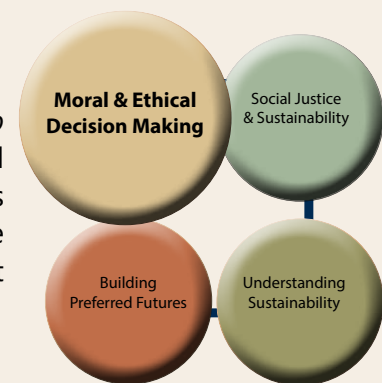 Moral & Ethical
Decision Making
Social Justice
& Sustainability
Building
Preferred Futures
Understanding
Sustainability